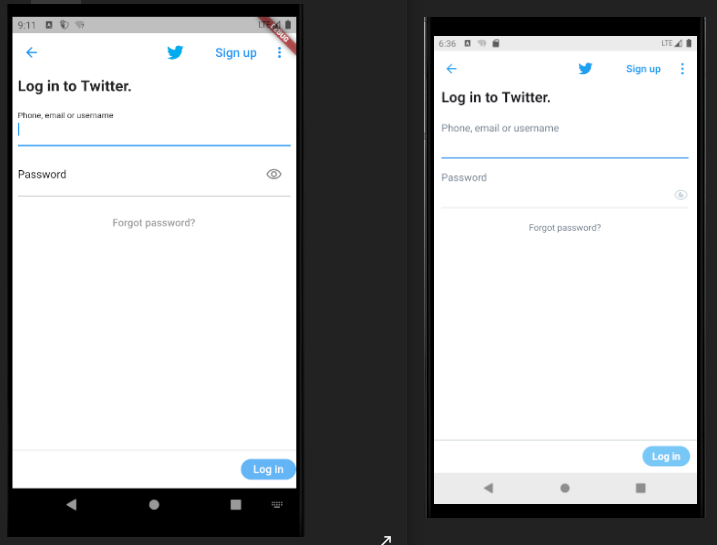 9:11
LTE
DEBUG
Sign up
Log in to Twitter.
Phone, email or username
Password
Forgot password?
Log in
6:36
LTE
Sign up
Log in to Twitter.
Phone, email or username
Password
Forgot password?
Log in